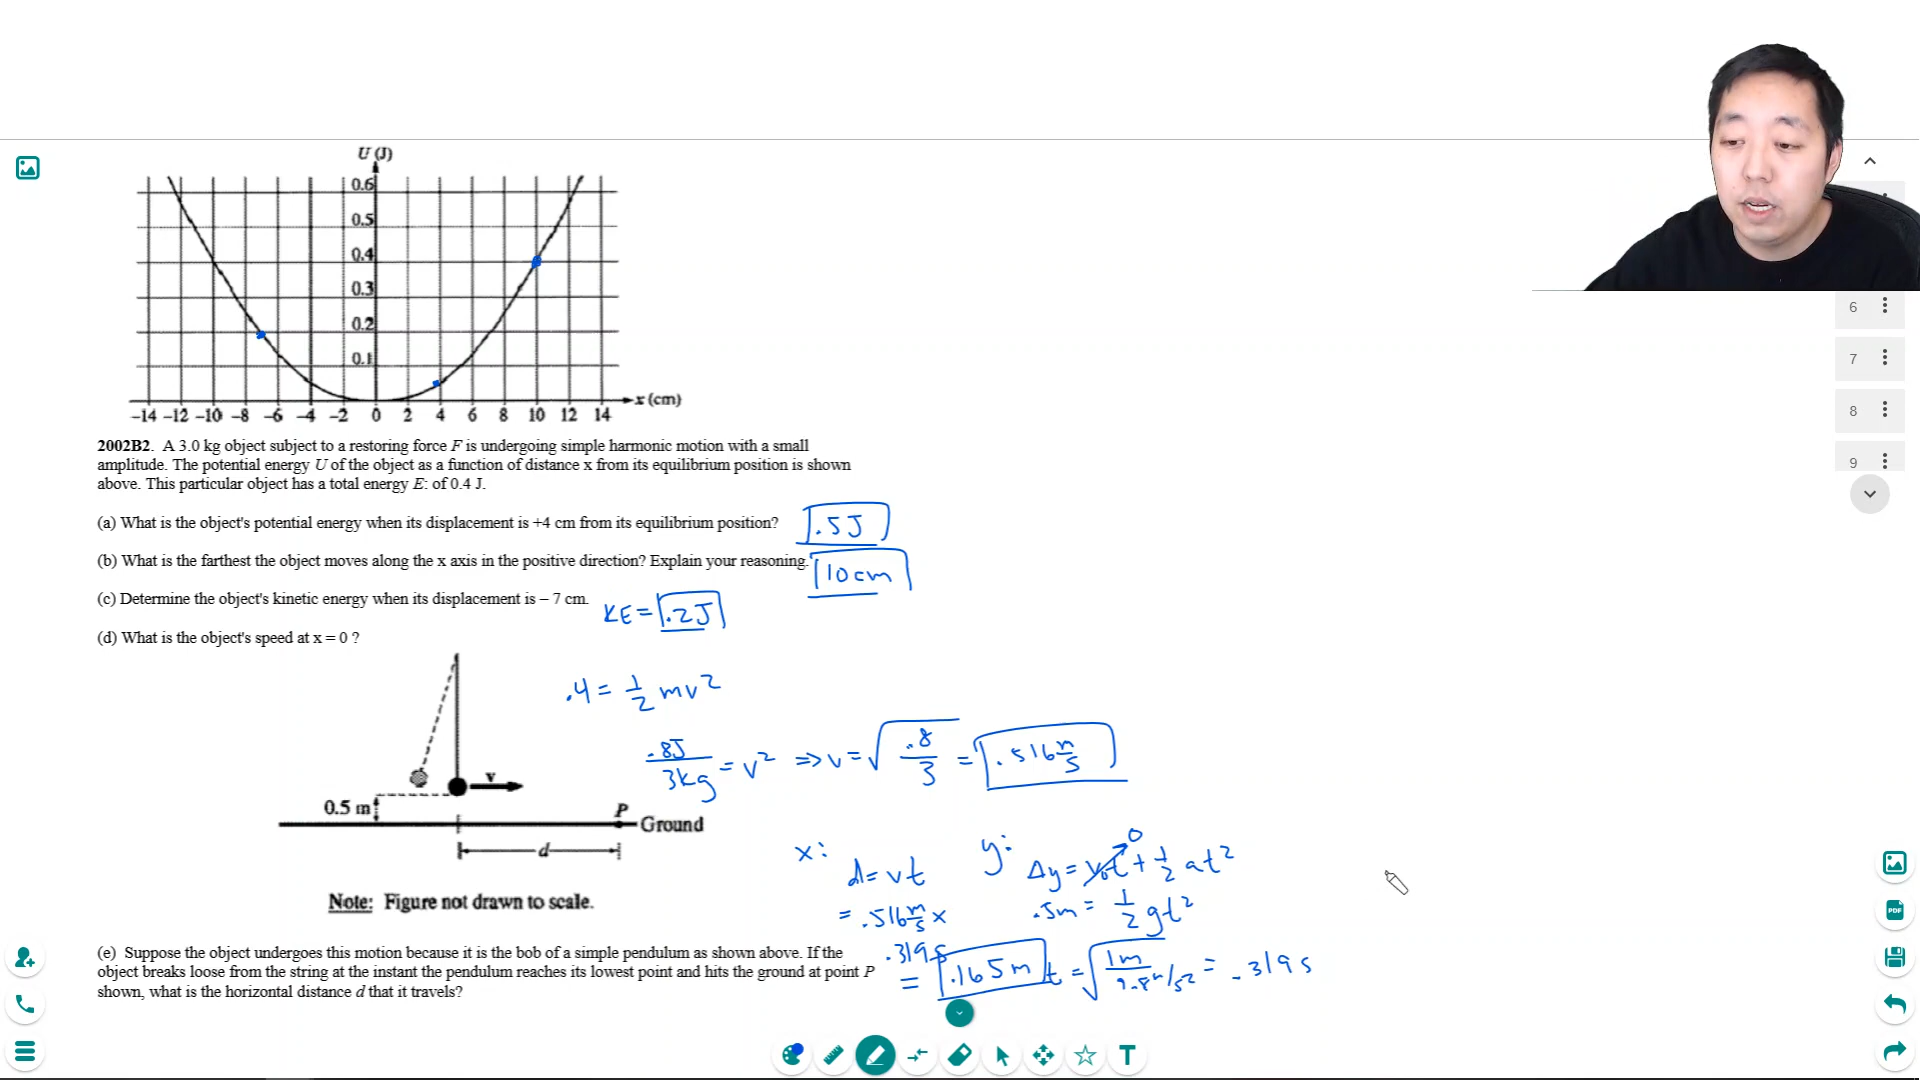 U (J)
0.6
0.5
0.4
0.3
0.2
0.1
x (cm)
−14 −12 −10 −8 −6 −4 −2 0 2 4 6 8 10 12 14
2002B2. A 3.0 kg object subject to a restoring force F is undergoing simple harmonic motion with a small
amplitude. The potential energy U of the object as a function of distance x from its equilibrium position is shown
above. This particular object has a total energy E: of 0.4 J.
(a) What is the object's potential energy when its displacement is +4 cm from its equilibrium position?
.5J
(b) What is the farthest the object moves along the x axis in the positive direction? Explain your reasoning.
10cm
(c) Determine the object's kinetic energy when its displacement is – 7 cm.
KE = .2J
(d) What is the object's speed at x = 0 ?
.4 = 1/2 mv²
.8J/3kg = v² => v = √(.8/3) = .516 m/s
v
0.5 m
P
Ground
d
Note: Figure not drawn to scale.
x:
d = vt
= .516 m/s x
.319s
= .165m
y:
0
Δy = v₀t + 1/2 at²
.5m = 1/2 gt²
t = √(1m/9.8m/s²) = .319s
(e) Suppose the object undergoes this motion because it is the bob of a simple pendulum as shown above. If the
object breaks loose from the string at the instant the pendulum reaches its lowest point and hits the ground at point P
shown, what is the horizontal distance d that it travels?
6
7
8
9
PDF
T